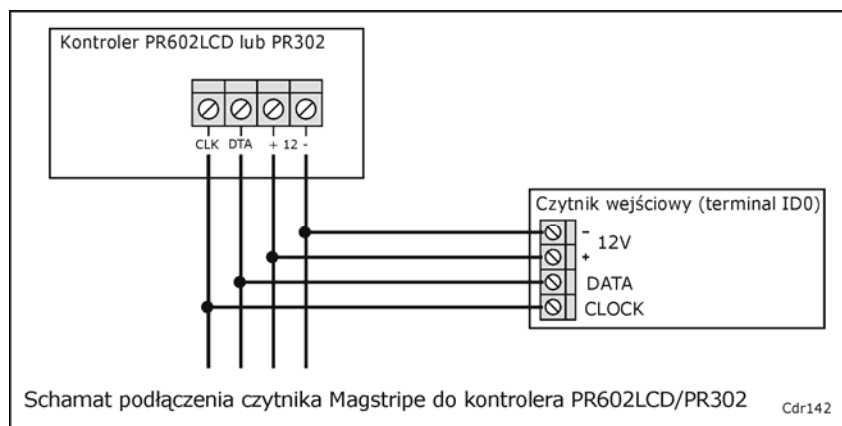 Kontroler PR602LCD lub PR302
CLK DTA + 12 -
Czytnik wejściowy (terminal ID0)
-
12V
+
DATA
CLOCK
Schamat podłączenia czytnika Magstripe do kontrolera PR602LCD/PR302
Cdr142